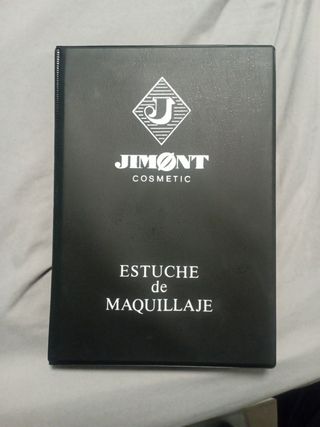 J
JIMØNT
COSMETIC
ESTUCHE
de
MAQUILLAJE